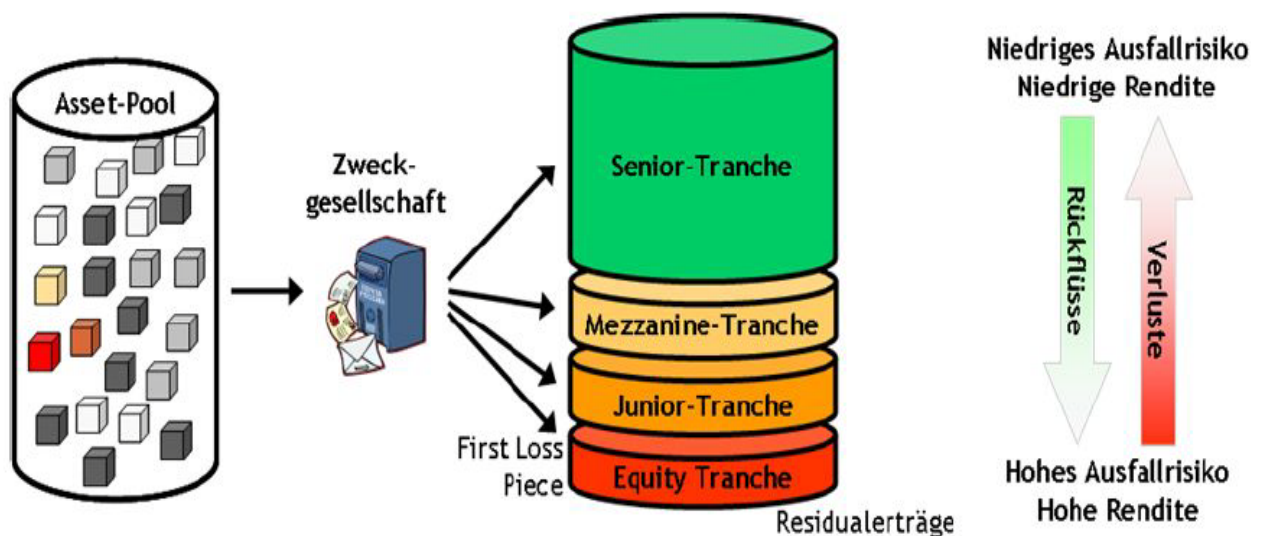 Asset-Pool
Zweck-
gesellschaft
Senior-Tranche
Mezzanine-Tranche
Junior-Tranche
First Loss
Piece
Equity Tranche
Residualerträge
Niedriges Ausfallrisiko
Niedrige Rendite
Rückflüsse
Verluste
Hohes Ausfallrisiko
Hohe Rendite